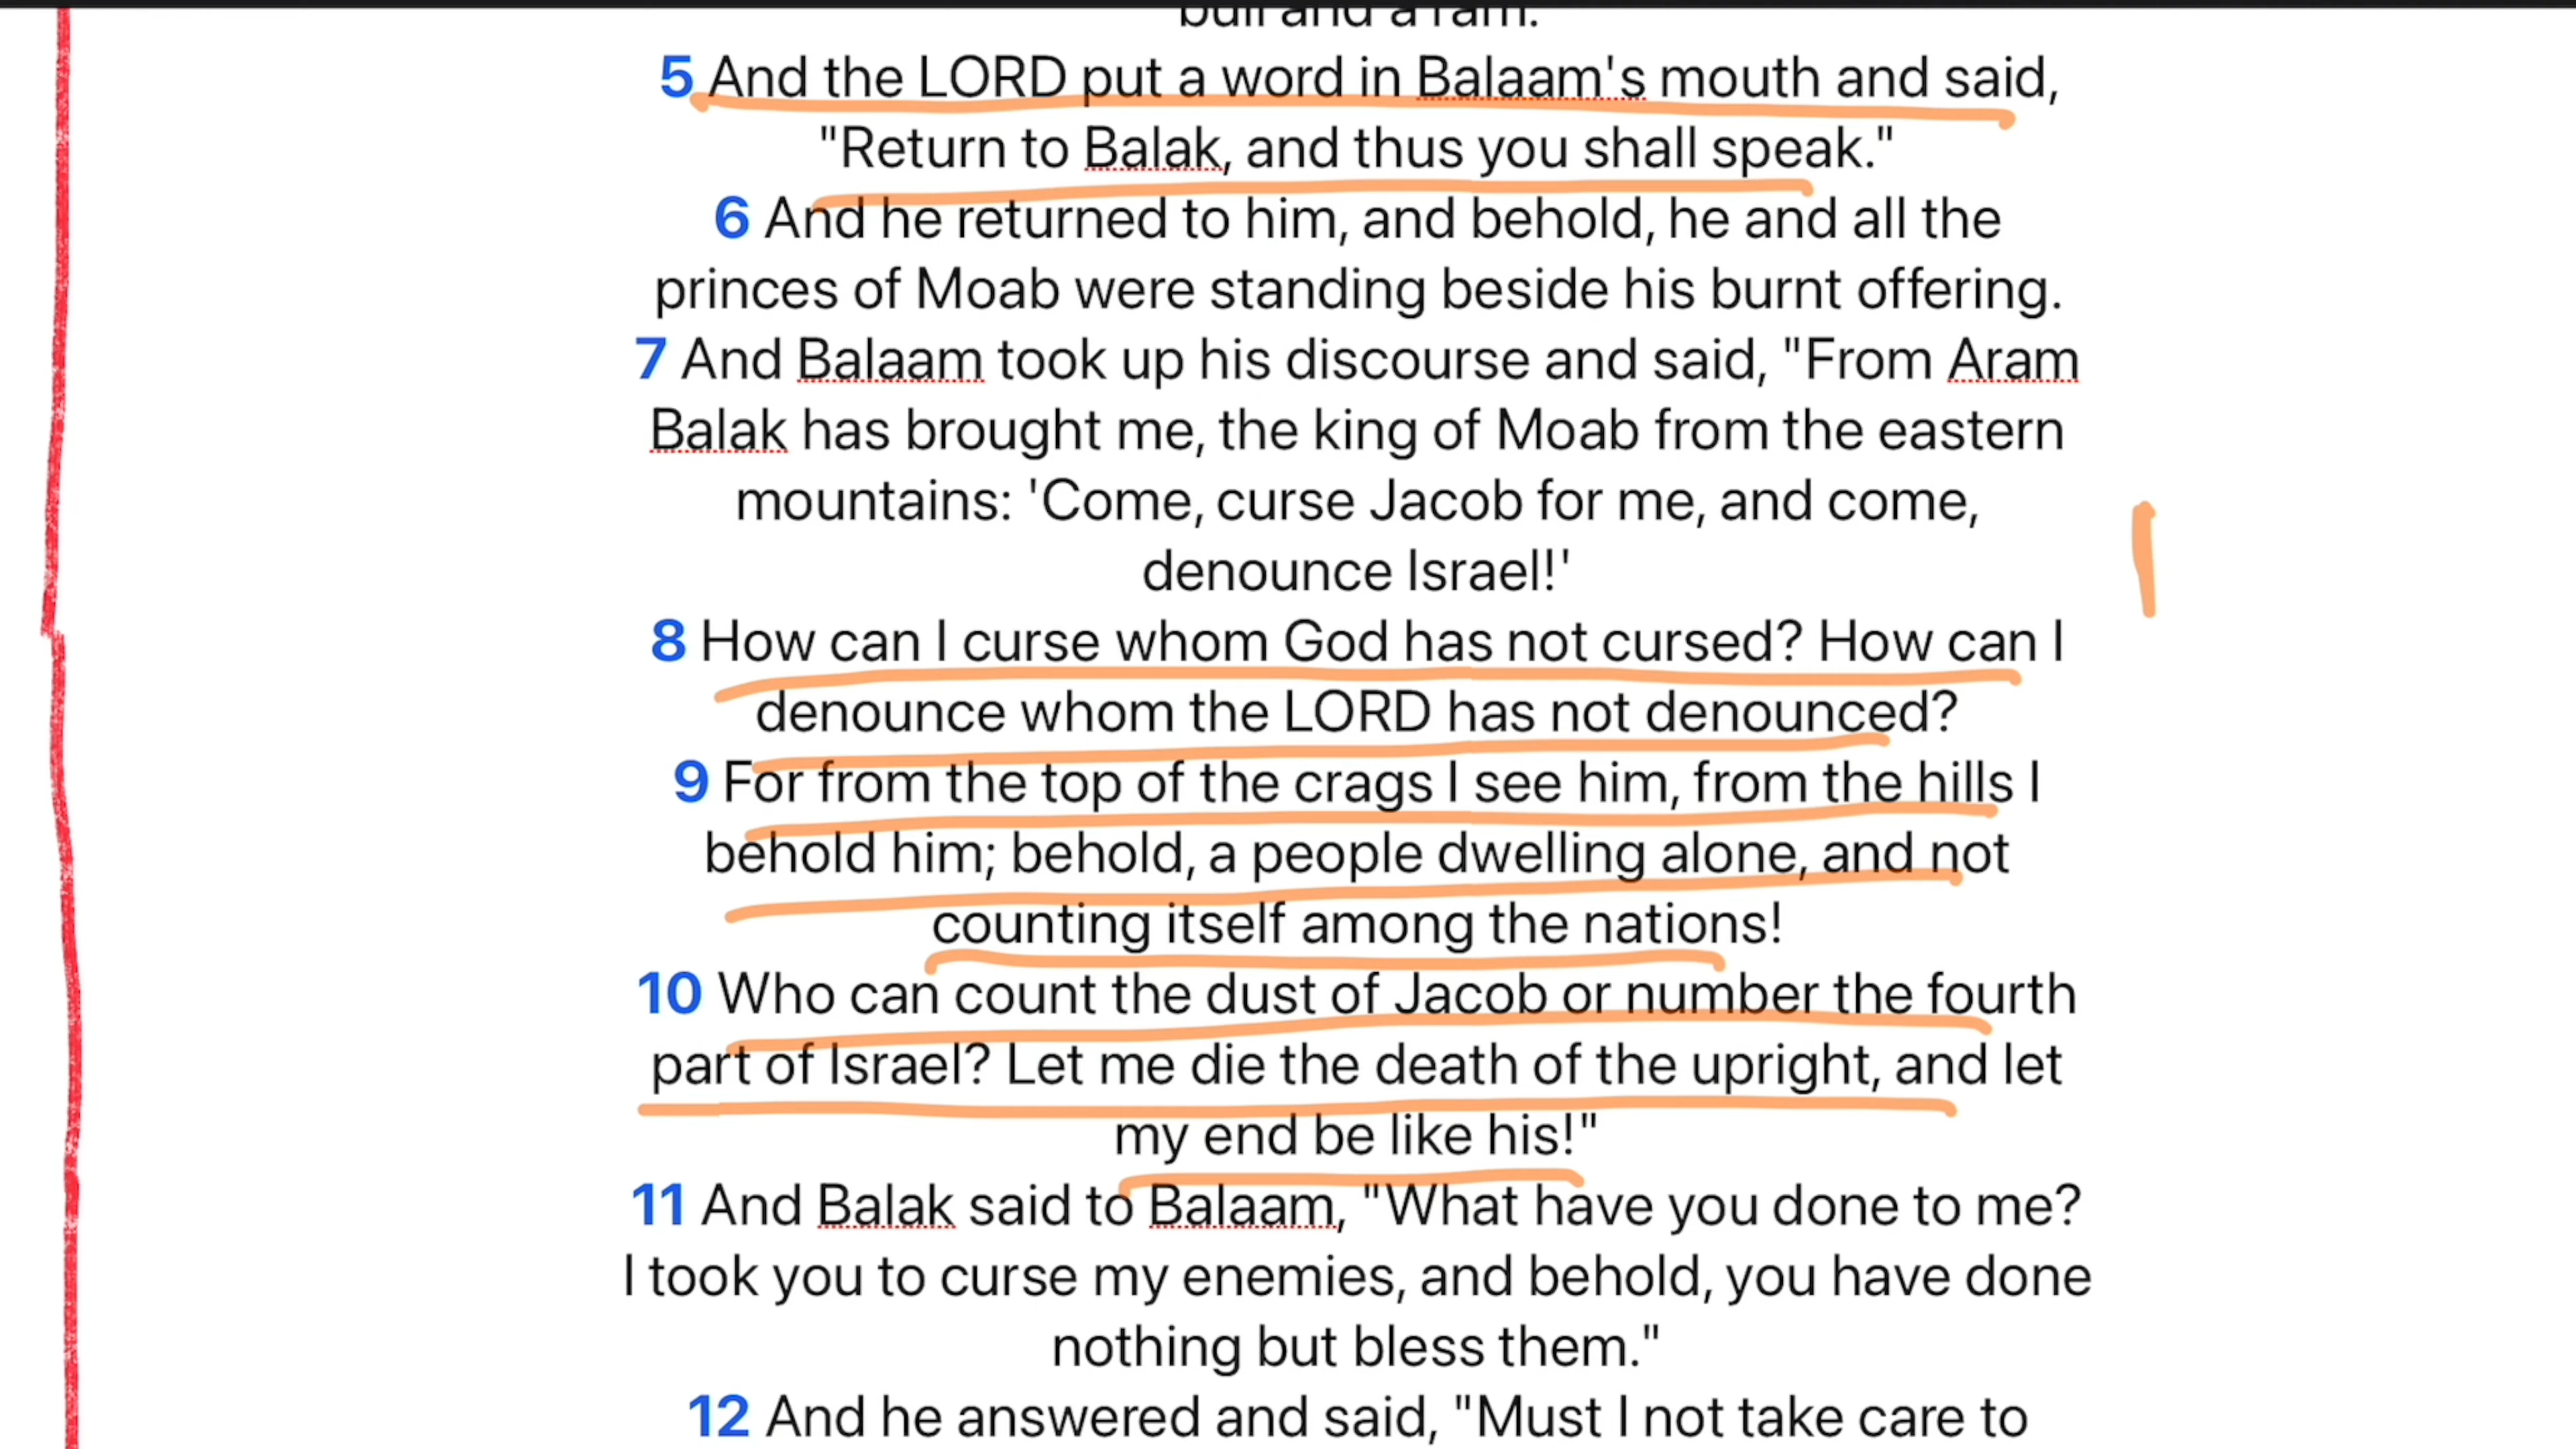 bull and a ram.
5 And the LORD put a word in Balaam's mouth and said,
"Return to Balak, and thus you shall speak."
6 And he returned to him, and behold, he and all the
princes of Moab were standing beside his burnt offering.
7 And Balaam took up his discourse and said, "From Aram
Balak has brought me, the king of Moab from the eastern
mountains: 'Come, curse Jacob for me, and come,
denounce Israel!'
8 How can I curse whom God has not cursed? How can I
denounce whom the LORD has not denounced?
9 For from the top of the crags I see him, from the hills I
behold him; behold, a people dwelling alone, and not
counting itself among the nations!
10 Who can count the dust of Jacob or number the fourth
part of Israel? Let me die the death of the upright, and let
my end be like his!"
11 And Balak said to Balaam, "What have you done to me?
I took you to curse my enemies, and behold, you have done
nothing but bless them."
12 And he answered and said, "Must I not take care to